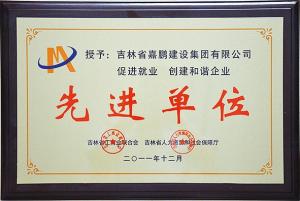 授予：吉林省嘉鹏建设集团有限公司
促进就业 创建和谐企业
先进单位
吉林省工商业联合会 吉林省人力资源和社会保障厅
二〇一一年十二月